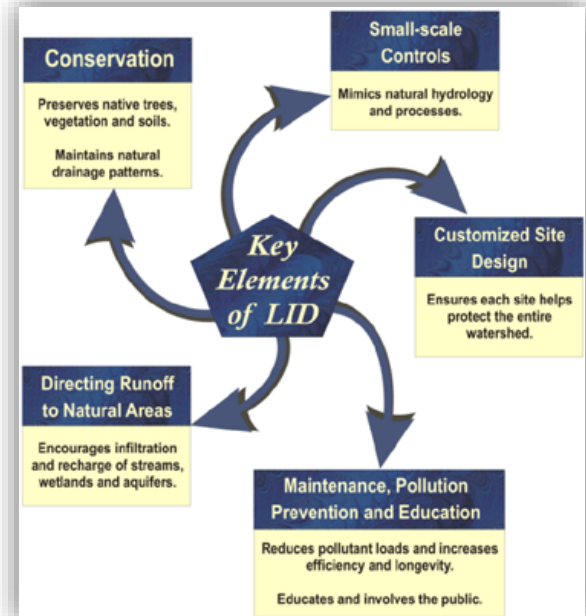 Conservation
Preserves native trees,
vegetation and soils.
Maintains natural
drainage patterns.
Small-scale
Controls
Mimics natural hydrology
and processes.
Key
Elements
of LID
Customized Site
Design
Ensures each site helps
protect the entire
watershed.
Directing Runoff
to Natural Areas
Encourages infiltration
and recharge of streams,
wetlands and aquifers.
Maintenance, Pollution
Prevention and Education
Reduces pollutant loads and increases
efficiency and longevity.
Educates and involves the public.